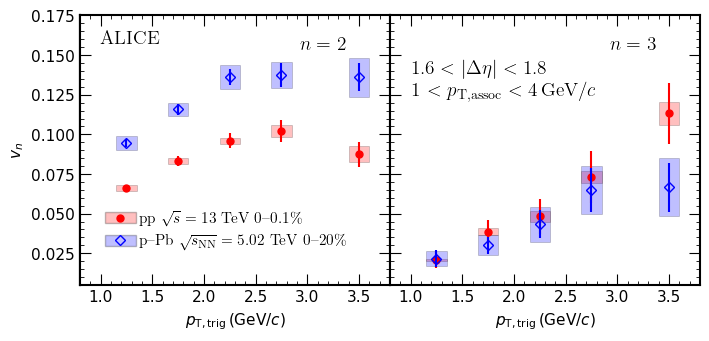 ALICE
n = 2
n = 3
1.6 < |Δη| < 1.8
1 < p_T,assoc < 4 GeV/c
v_n
0.175
0.150
0.125
0.100
0.075
0.050
0.025
pp √s = 13 TeV 0–0.1%
p–Pb √s_NN = 5.02 TeV 0–20%
1.0 1.5 2.0 2.5 3.0 3.5
1.0 1.5 2.0 2.5 3.0 3.5
p_T,trig (GeV/c)
p_T,trig (GeV/c)